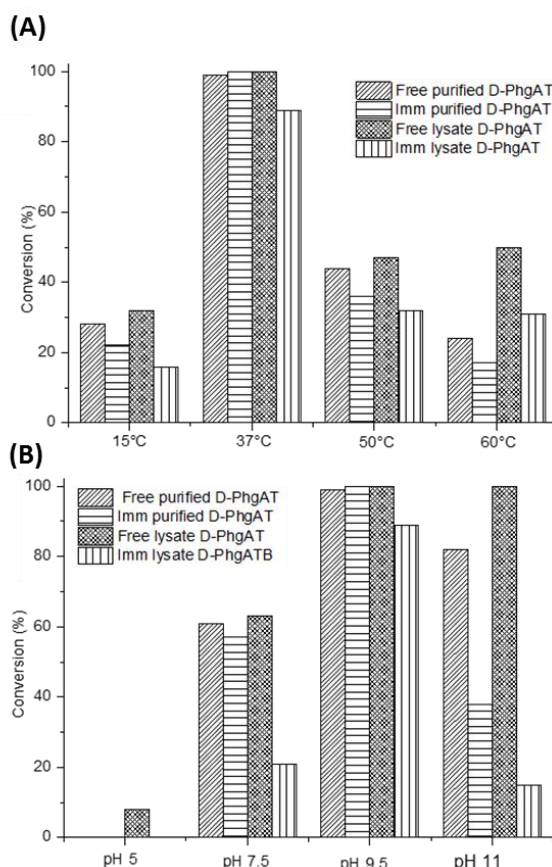 (A)
100
80
60
40
20
0
Conversion (%)
Free purified D-PhgAT
Imm purified D-PhgAT
Free lysate D-PhgAT
Imm lysate D-PhgAT
15°C
37°C
50°C
60°C
(B)
100
80
60
40
20
0
Conversion (%)
Free purified D-PhgAT
Imm purified D-PhgAT
Free lysate D-PhgAT
Imm lysate D-PhgATB
pH 5
pH 7.5
pH 9.5
pH 11